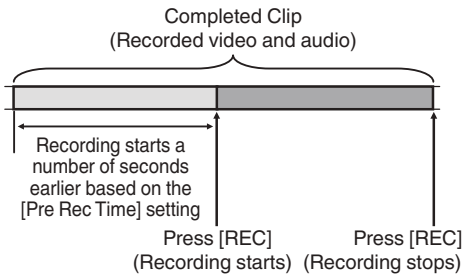 Completed Clip
(Recorded video and audio)
Recording starts a
number of seconds
earlier based on the
[Pre Rec Time] setting
Press [REC]
(Recording starts)
Press [REC]
(Recording stops)